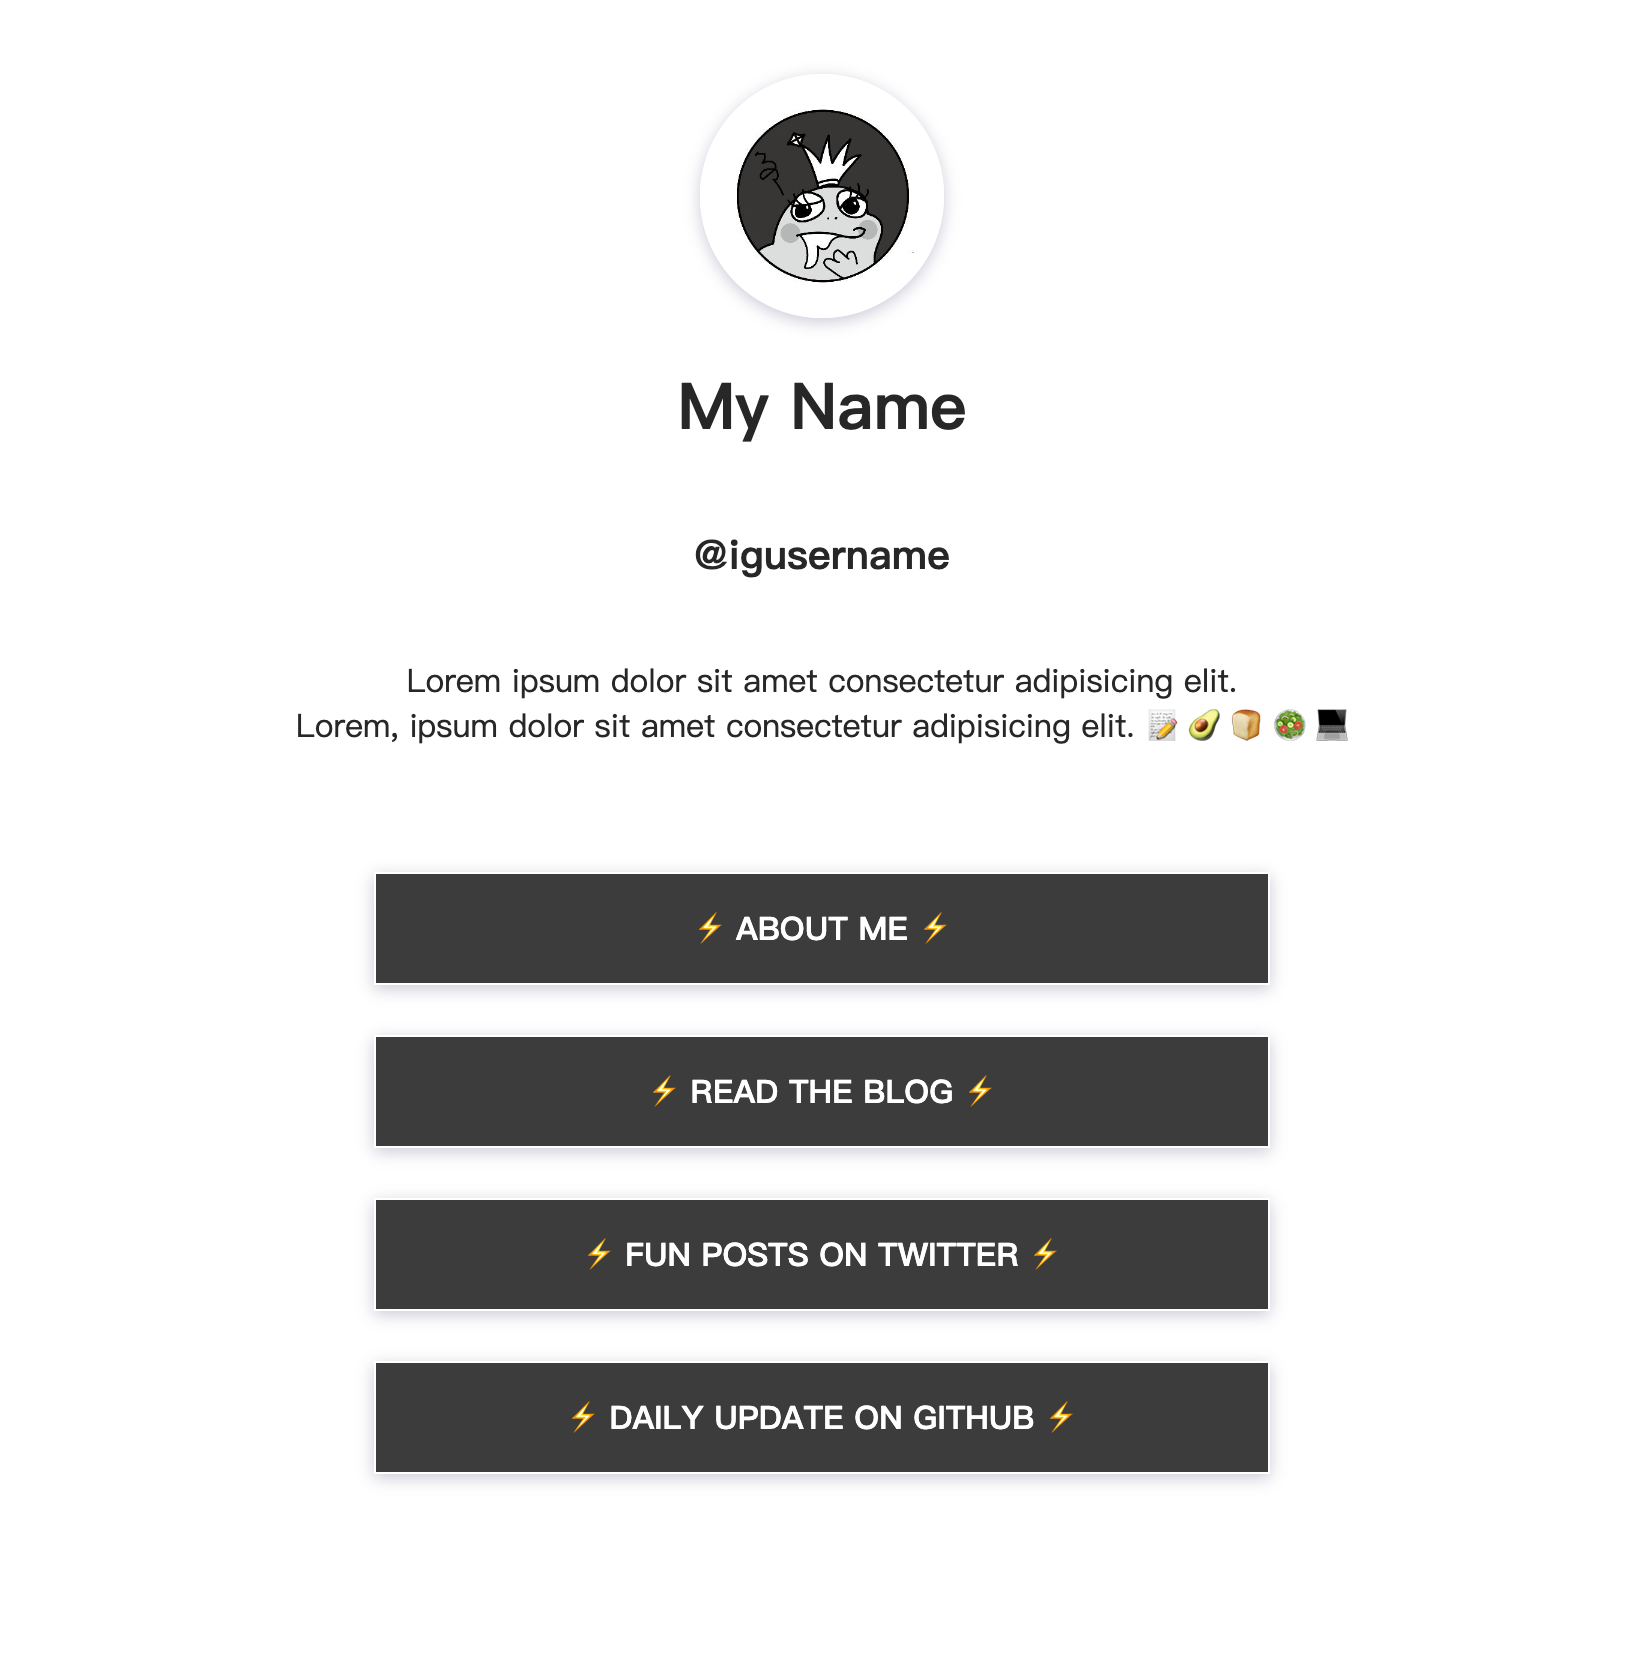 My Name
@igusername
Lorem ipsum dolor sit amet consectetur adipisicing elit.
Lorem, ipsum dolor sit amet consectetur adipisicing elit. 📝 🥑 🍞 🥗 💻
⚡ ABOUT ME ⚡
⚡ READ THE BLOG ⚡
⚡ FUN POSTS ON TWITTER ⚡
⚡ DAILY UPDATE ON GITHUB ⚡